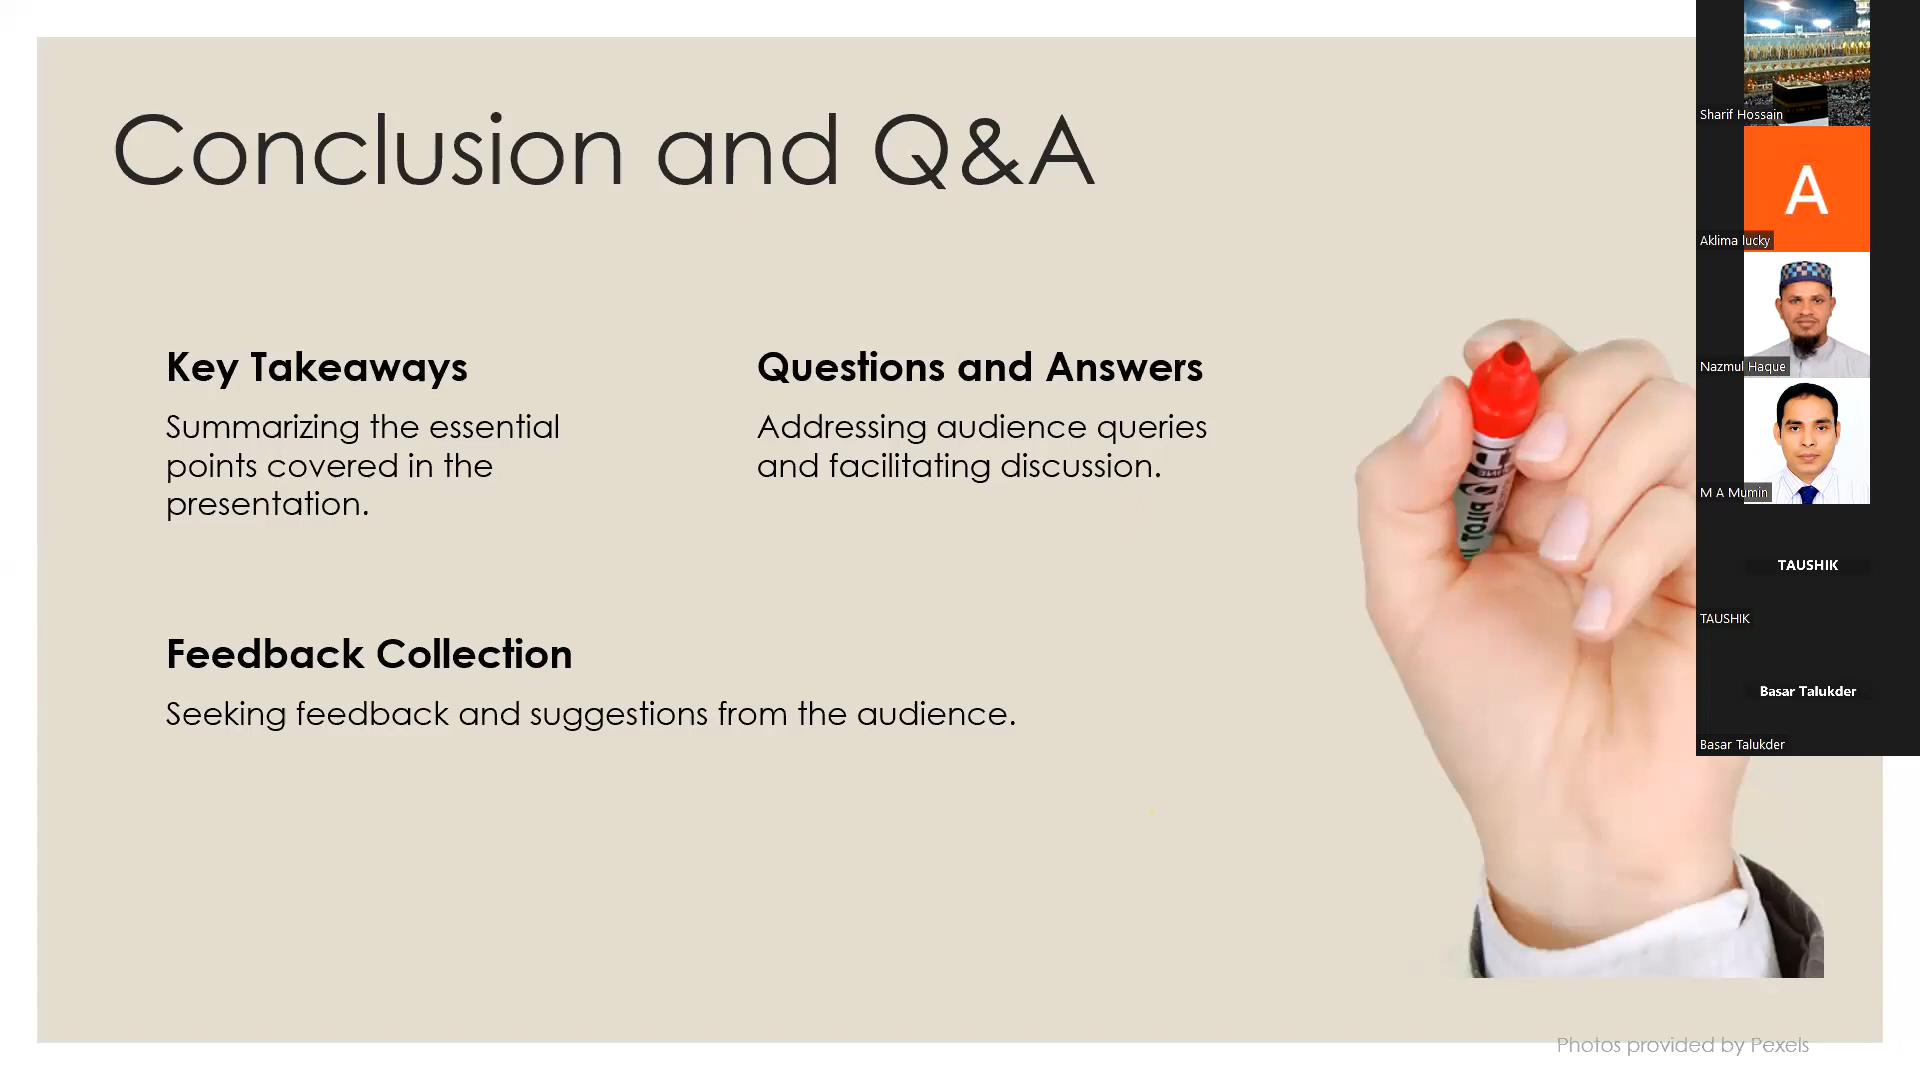 Conclusion and Q&A
Key Takeaways
Summarizing the essential
points covered in the
presentation.
Questions and Answers
Addressing audience queries
and facilitating discussion.
Feedback Collection
Seeking feedback and suggestions from the audience.
PILOT
Photos provided by Pexels
Sharif Hossain
A
Aklima lucky
Nazmul Haque
M A Mumin
TAUSHIK
TAUSHIK
Basar Talukder
Basar Talukder